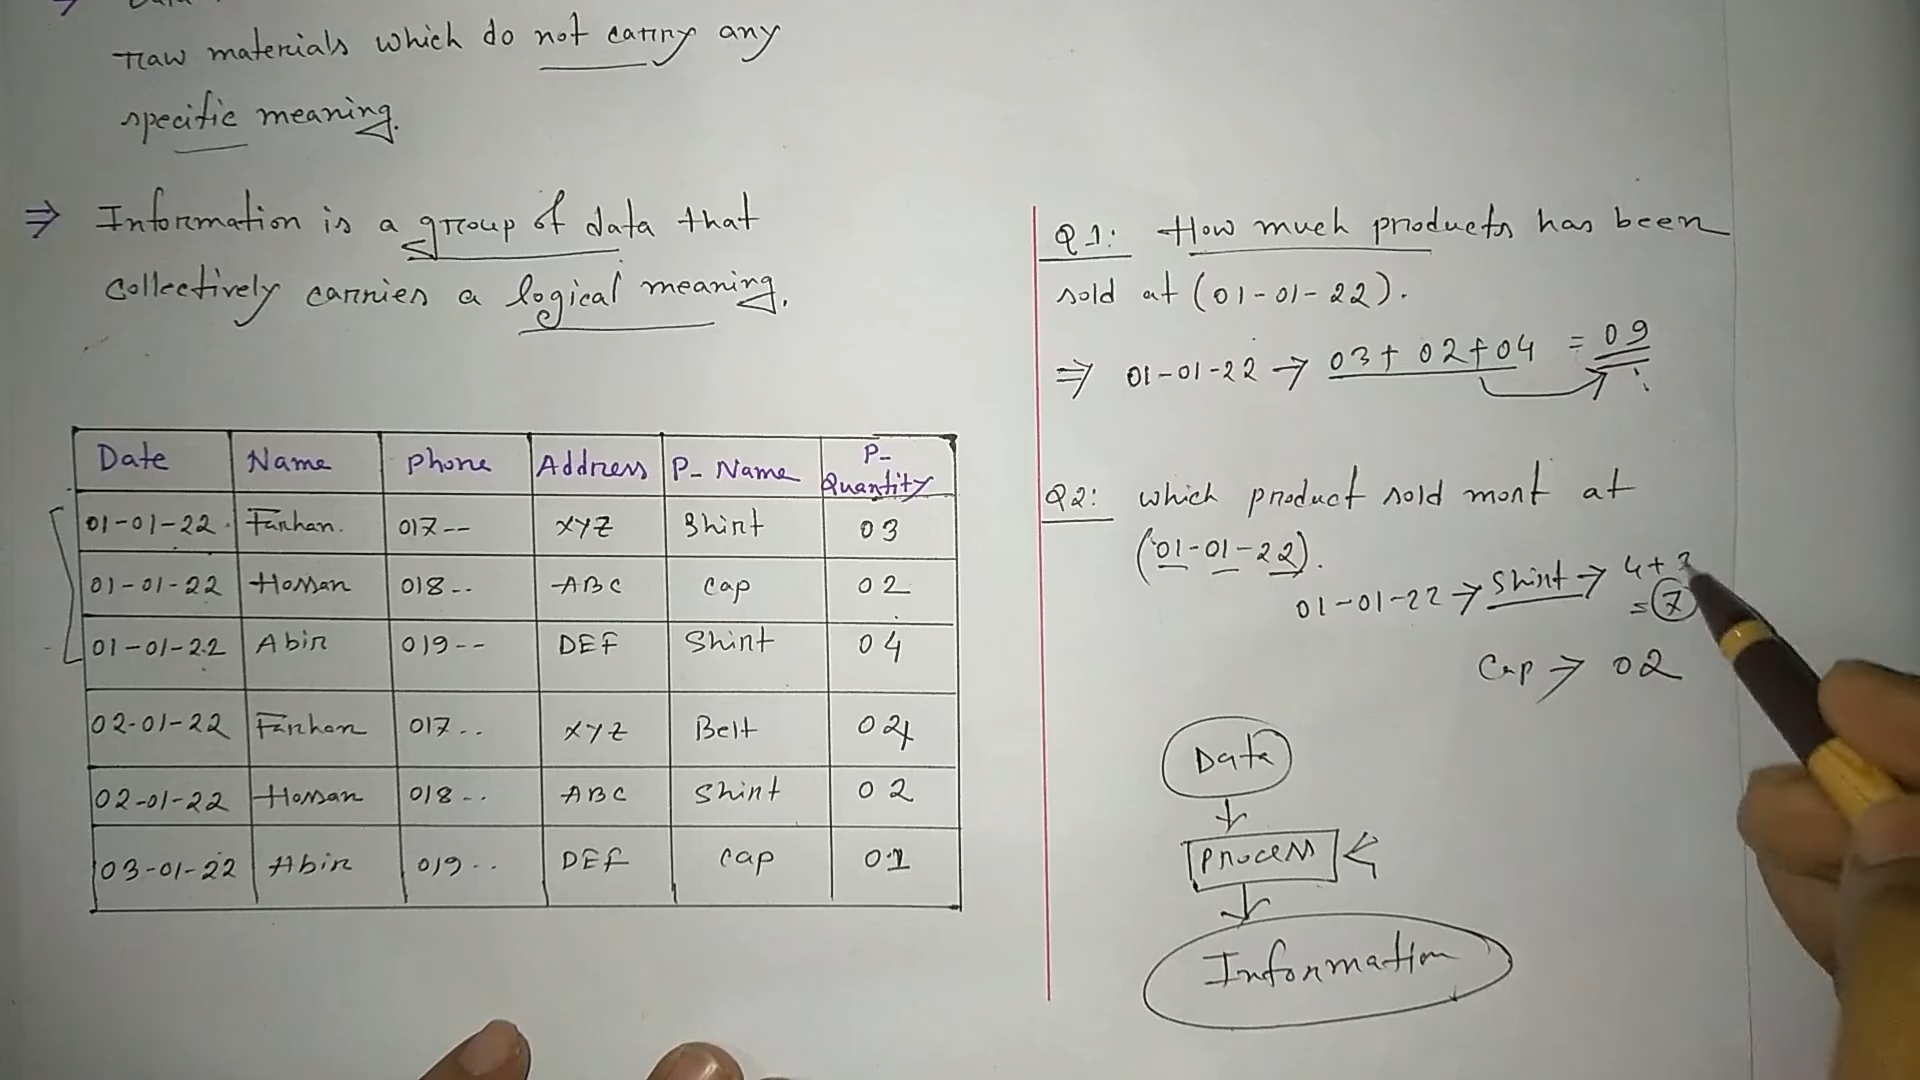 raw materials which do not carry any
specific meaning.
⇒ Information is a group of data that
collectively carries a logical meaning.
Date Name Phone Address P_ Name P_ Quantity
01-01-22 Farhan. 017-- XYZ Shirt 03
01-01-22 Hossan 018.. ABC Cap 02
01-01-22 Abir 019-- DEF Shirt 04
02-01-22 Farhan 017.. XYZ Belt
02-01-22 Hossan 018.. ABC Shirt 02
03-01-22 Abir 019.. DEF Cap 01
Q1: How much products has been
sold at (01-01-22).
⇒ 01-01-22 → 03+ 02+04 = 09
Q2: which product sold most at
(01-01-22).
01-01-22 → Shirt → 4+3
= 7
Cap → 02
Data
Process
Information